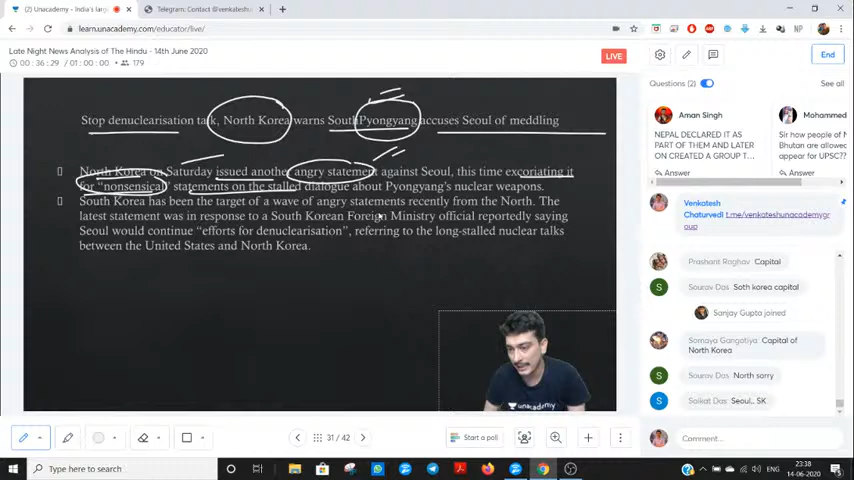 (2) Unacademy - India's larg
Telegram: Contact @venkateshu
learn.unacademy.com/educator/live/
NP
Late Night News Analysis of The Hindu - 14th June 2020
00 : 36 : 29 / 01 : 00 : 00 • 179
LIVE
End
Questions (2)
See all
Stop denuclearisation talk, North Korea warns SouthPyongyang accuses Seoul of meddling
North Korea on Saturday issued another angry statement against Seoul, this time excoriating it
for "nonsensical" statements on the stalled dialogue about Pyongyang's nuclear weapons.
South Korea has been the target of a wave of angry statements recently from the North. The
latest statement was in response to a South Korean Foreign Ministry official reportedly saying
Seoul would continue "efforts for denuclearisation", referring to the long-stalled nuclear talks
between the United States and North Korea.
unacademy
Aman Singh
NEPAL DECLARED IT AS
PART OF THEM AND LATER
ON CREATED A GROUP T...
Answer
Mohammed
Sir how people of N
Bhutan are allowed
appear for UPSC??
Answer
Venkatesh
Chaturvedi t.me/venkateshunacademygr
oup
Prashant Raghav Capital
S Sourav Das Soth korea capital
Sanjay Gupta joined
Somaya Gangotiya Capital of
North Korea
S Sourav Das North sorry
S Saikat Das Seoul.. SK
31 / 42
Start a poll
Comment...
Type here to search
ENG
23:38
14-06-2020